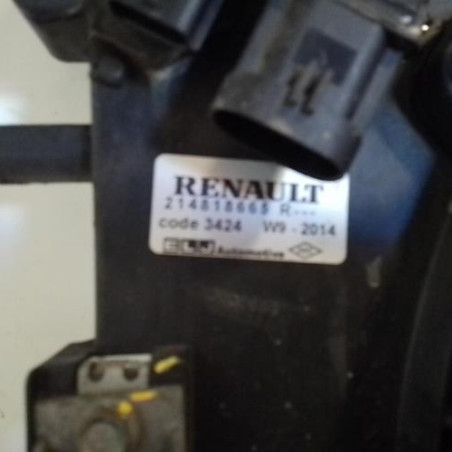 RENAULT
214818665 R---
code 3424 W9 - 2014
Automotive